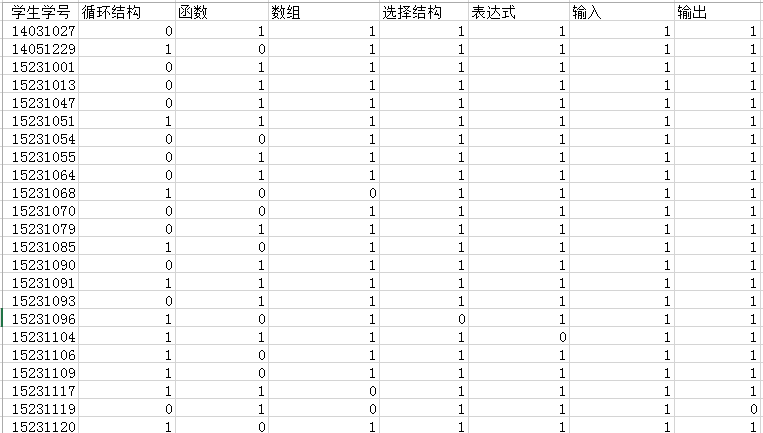 学生学号 循环结构 函数 数组 选择结构 表达式 输入 输出
14031027 0 1 1 1 1 1 1
14051229 1 0 1 1 1 1 1
15231001 0 1 1 1 1 1 1
15231013 0 1 1 1 1 1 1
15231047 0 1 1 1 1 1 1
15231051 1 1 1 1 1 1 1
15231054 0 0 1 1 1 1 1
15231055 0 1 1 1 1 1 1
15231064 0 1 1 1 1 1 1
15231068 1 0 0 1 1 1 1
15231070 0 0 1 1 1 1 1
15231079 0 1 1 1 1 1 1
15231085 1 0 1 1 1 1 1
15231090 0 1 1 1 1 1 1
15231091 1 1 1 1 1 1 1
15231093 0 1 1 1 1 1 1
15231096 1 0 1 0 1 1 1
15231104 1 1 1 1 0 1 1
15231106 1 0 1 1 1 1 1
15231109 1 0 1 1 1 1 1
15231117 1 1 0 1 1 1 1
15231119 0 1 0 1 1 1 0
15231120 1 0 1 1 1 1 1